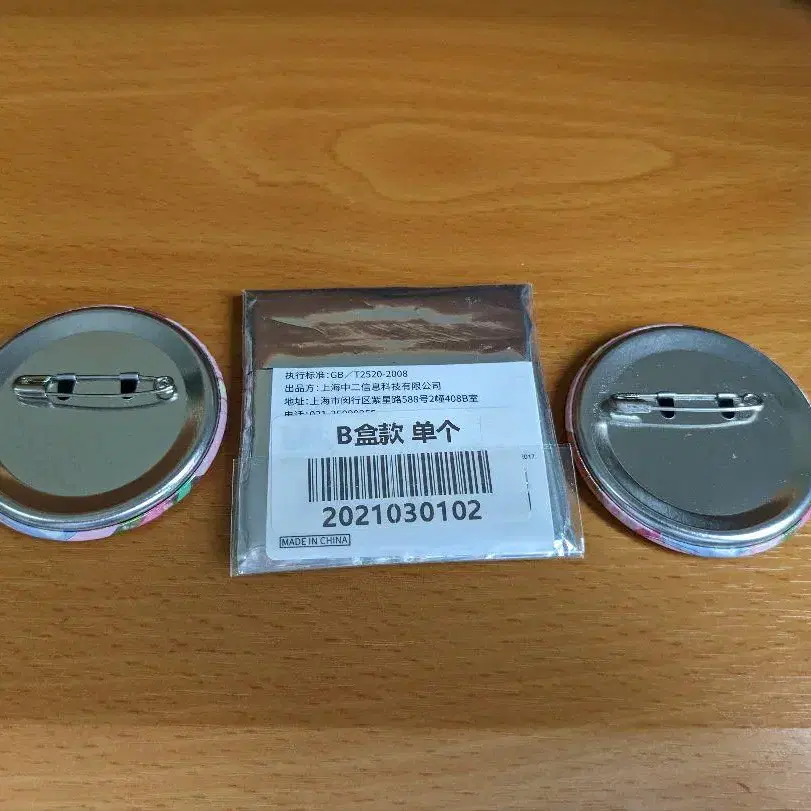 执行标准:GB/T2520-2008
出品方:上海中二信息科技有限公司
地址:上海市闵行区紫星路588号2幢408B室
B盒款 单个
2021030102
MADE IN CHINA